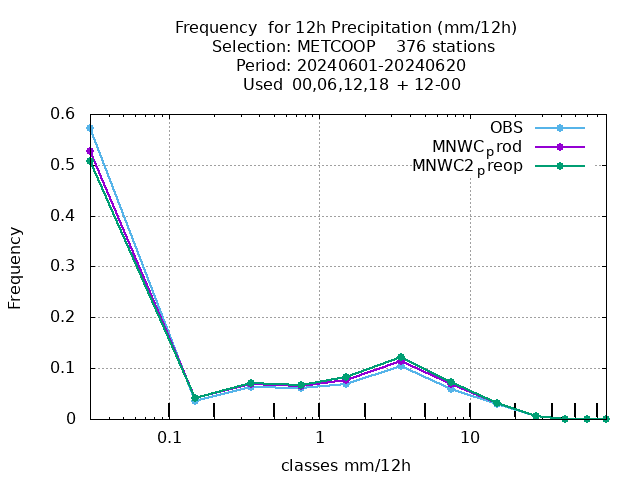 Frequency  for 12h Precipitation (mm/12h)
Selection: METCOOP    376 stations
Period: 20240601-20240620
Used  00,06,12,18  + 12-00
OBS
MNWCprod
MNWC2preop
Frequency
0.6
0.5
0.4
0.3
0.2
0.1
0
0.1
1
10
classes mm/12h